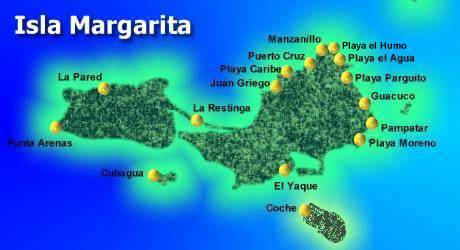 Isla Margarita
Manzanillo
Playa el Humo
Puerto Cruz
Playa el Agua
Playa Caribe
La Pared
Playa Parguito
Juan Griego
Guacuco
La Restinga
Pampatar
Punta Arenas
Playa Moreno
Cubagua
El Yaque
Coche